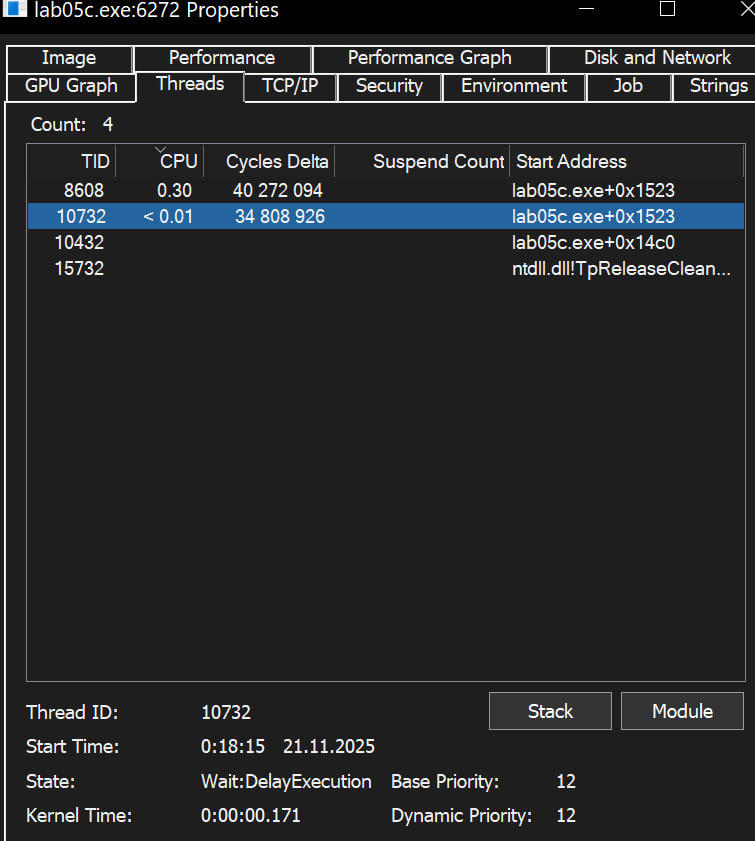 lab05c.exe:6272 Properties
Image Performance Performance Graph Disk and Network
GPU Graph Threads TCP/IP Security Environment Job Strings
Count: 4
TID CPU Cycles Delta Suspend Count Start Address
8608 0.30 40 272 094 lab05c.exe+0x1523
10732 < 0.01 34 808 926 lab05c.exe+0x1523
10432 lab05c.exe+0x14c0
15732 ntdll.dll!TpReleaseClean...
Stack Module
Thread ID: 10732
Start Time: 0:18:15 21.11.2025
State: Wait:DelayExecution Base Priority: 12
Kernel Time: 0:00:00.171 Dynamic Priority: 12